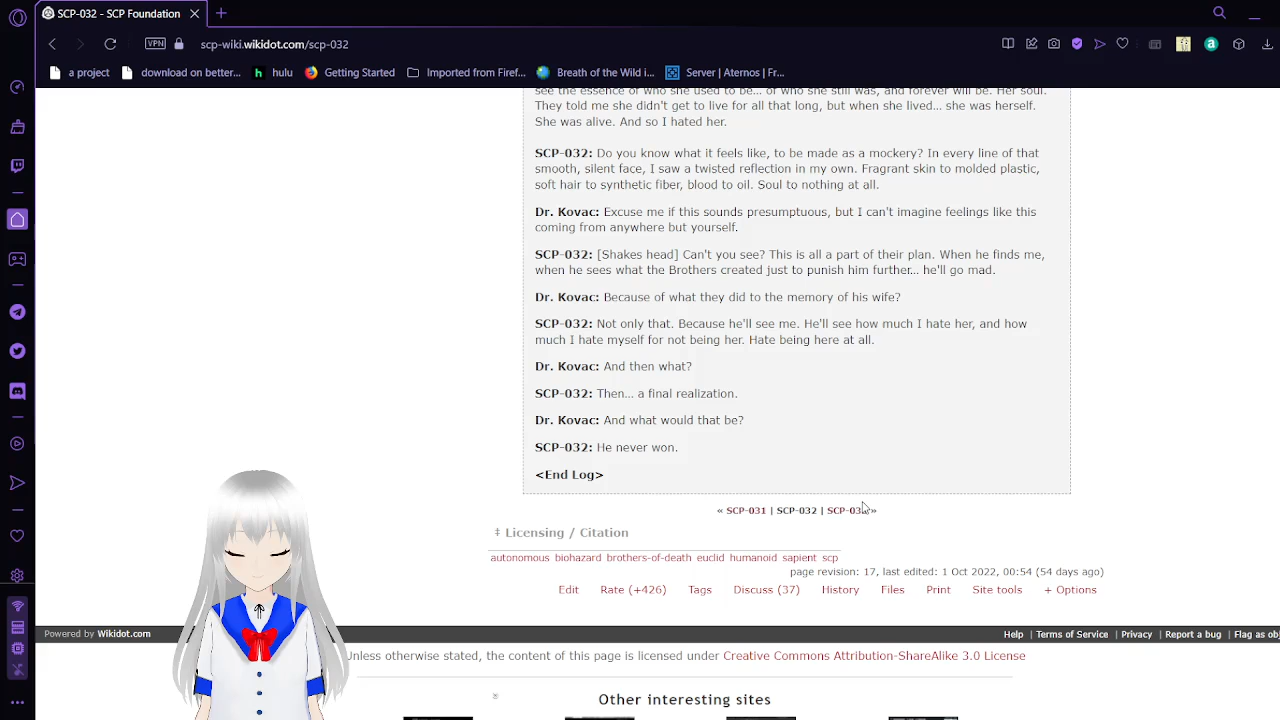 SCP-032 - SCP Foundation
VPN scp-wiki.wikidot.com/scp-032
a project download on better... hulu Getting Started Imported from Firef... Breath of the Wild i... Server | Aternos | Fr...
see the essence of who she used to be... of who she still was, and forever will be. Her soul.
They told me she didn't get to live for all that long, but when she lived... she was herself.
She was alive. And so I hated her.
SCP-032: Do you know what it feels like, to be made as a mockery? In every line of that
smooth, silent face, I saw a twisted reflection in my own. Fragrant skin to molded plastic,
soft hair to synthetic fiber, blood to oil. Soul to nothing at all.
Dr. Kovac: Excuse me if this sounds presumptuous, but I can't imagine feelings like this
coming from anywhere but yourself.
SCP-032: [Shakes head] Can't you see? This is all a part of their plan. When he finds me,
when he sees what the Brothers created just to punish him further... he'll go mad.
Dr. Kovac: Because of what they did to the memory of his wife?
SCP-032: Not only that. Because he'll see me. He'll see how much I hate her, and how
much I hate myself for not being her. Hate being here at all.
Dr. Kovac: And then what?
SCP-032: Then... a final realization.
Dr. Kovac: And what would that be?
SCP-032: He never won.
<End Log>
« SCP-031 | SCP-032 | »
‡ Licensing / Citation
autonomous biohazard brothers-of-death euclid humanoid sapient scp
page revision: 17, last edited: 1 Oct 2022, 00:54 (54 days ago)
Edit Rate (+426) Tags Discuss (37) History Files Print Site tools + Options
Powered by Wikidot.com Help | Terms of Service | Privacy | Report a bug | Flag as obj
Unless otherwise stated, the content of this page is licensed under Creative Commons Attribution-ShareAlike 3.0 License
Other interesting sites